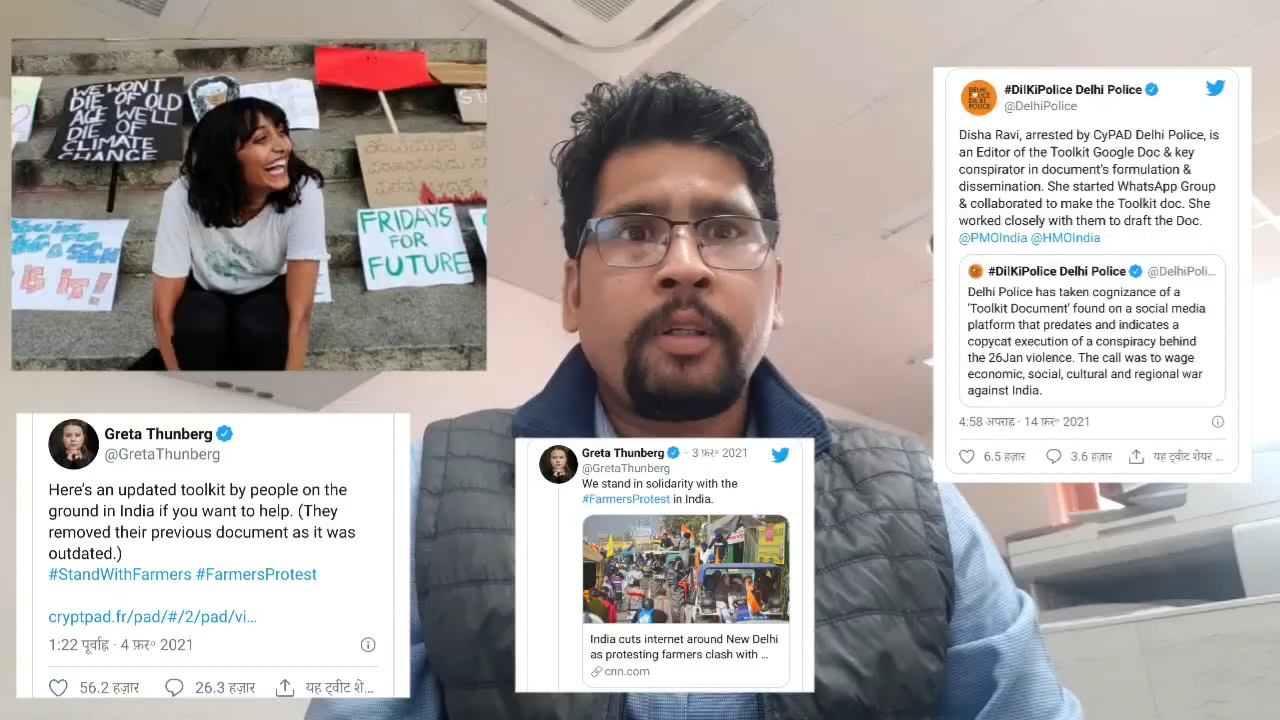 WE WONT
DIE OF OLD
AGE WE'LL
DIE OF
CLIMATE
CHANGE
FRIDAYS
FOR
FUTURE
#DilKiPolice Delhi Police
@DelhiPolice
Disha Ravi, arrested by CyPAD Delhi Police, is
an Editor of the Toolkit Google Doc & key
conspirator in document's formulation &
dissemination. She started WhatsApp Group
& collaborated to make the Toolkit doc. She
worked closely with them to draft the Doc.
@PMOIndia @HMOIndia
#DilKiPolice Delhi Police @DelhiPoli...
Delhi Police has taken cognizance of a
'Toolkit Document' found on a social media
platform that predates and indicates a
copycat execution of a conspiracy behind
the 26Jan violence. The call was to wage
economic, social, cultural and regional war
against India.
4:58 अपराह्न · 14 फ़र॰ 2021
6.5 हज़ार 3.6 हज़ार यह ट्वीट शेयर ...
Greta Thunberg
@GretaThunberg
Here's an updated toolkit by people on the
ground in India if you want to help. (They
removed their previous document as it was
outdated.)
#StandWithFarmers #FarmersProtest
cryptpad.fr/pad/#/2/pad/vi...
1:22 पूर्वाह्न · 4 फ़र॰ 2021
56.2 हज़ार 26.3 हज़ार यह ट्वीट शे...
Greta Thunberg · 3 फ़र॰ 2021
@GretaThunberg
We stand in solidarity with the
#FarmersProtest in India.
India cuts internet around New Delhi
as protesting farmers clash with ...
cnn.com